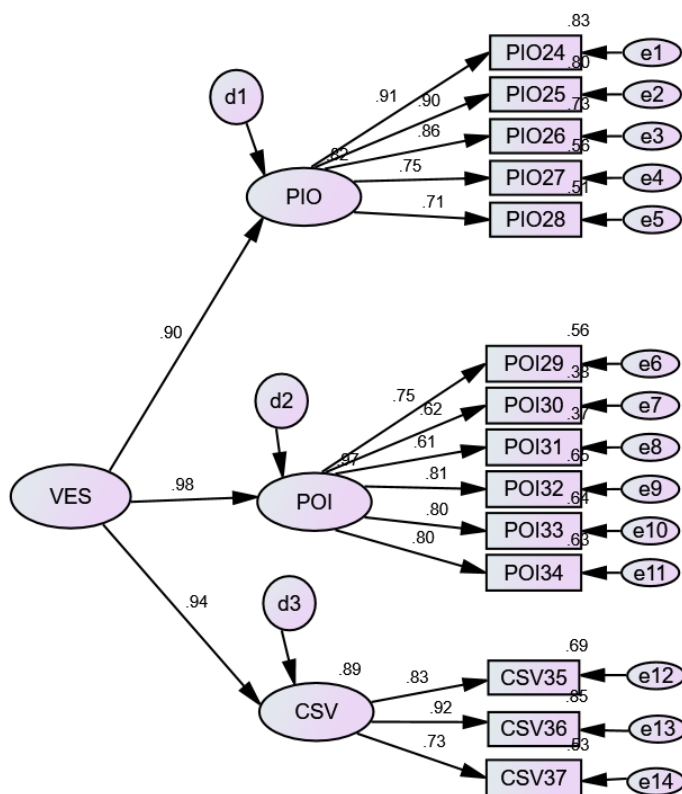 .83
PIO24
e1
.91
.80
PIO25
e2
.90
.73
PIO26
e3
.86
.56
PIO27
e4
.75
.51
PIO28
e5
.71
d1
.82
PIO
.90
.56
POI29
e6
.75
.38
POI30
e7
.62
.37
POI31
e8
.61
.65
POI32
e9
.81
.64
POI33
e10
.80
.63
POI34
e11
.80
d2
.97
POI
VES
.98
.94
d3
.89
CSV
.69
CSV35
e12
.83
.85
CSV36
e13
.92
.53
CSV37
e14
.73